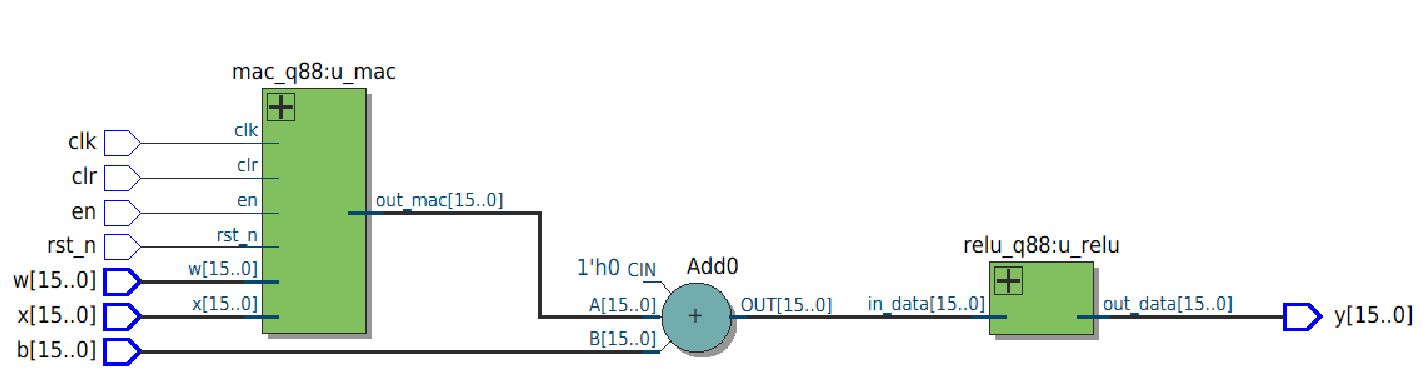 mac_q88:u_mac
clk
clk
clr
clr
en
en
out_mac[15..0]
rst_n
rst_n
relu_q88:u_relu
w[15..0]
w[15..0]
1'h0 CIN
Add0
x[15..0]
x[15..0]
A[15..0]
OUT[15..0]
in_data[15..0]
out_data[15..0]
y[15..0]
+
b[15..0]
B[15..0]